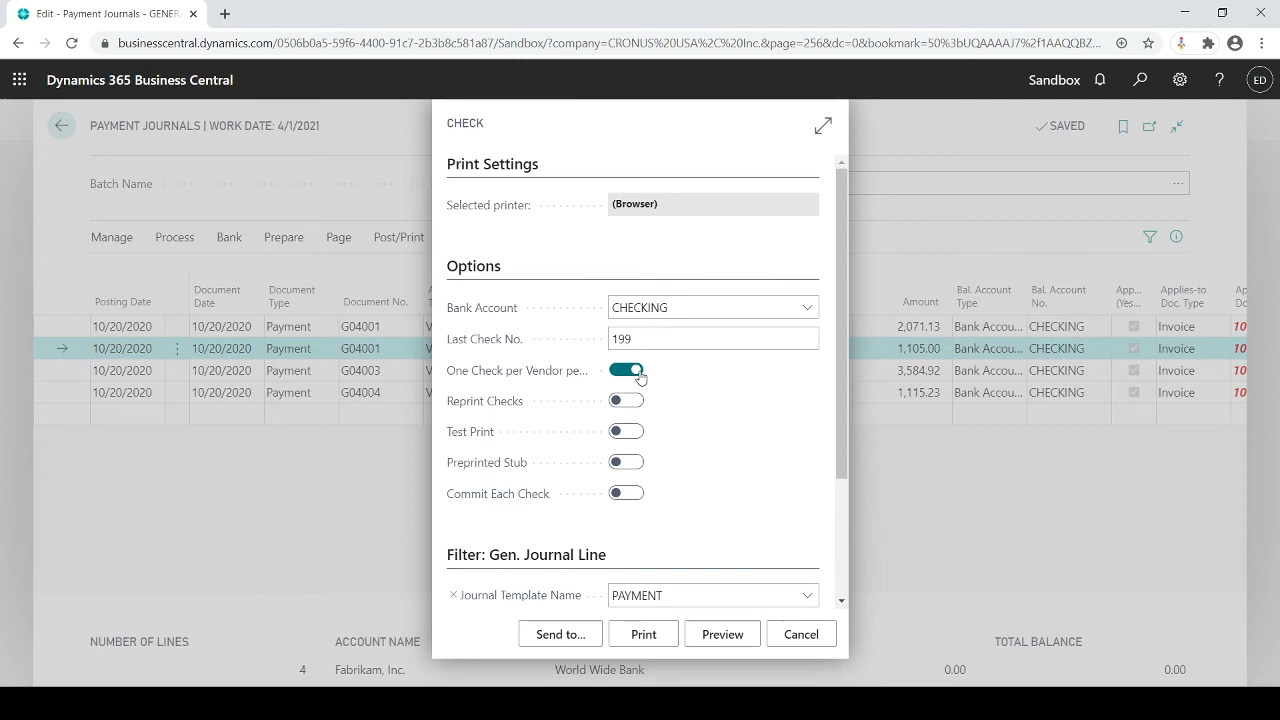 Edit - Payment Journals - GENER
businesscentral.dynamics.com/0506b0a5-59f6-4400-91c7-2b3b8c581a87/Sandbox/?company=CRONUS%20USA%2C%20Inc.&page=256&dc=0&bookmark=50%3bUQAAAAJ7%2f1AAQQBZ...
Dynamics 365 Business Central
Sandbox
ED
PAYMENT JOURNALS | WORK DATE: 4/1/2021
SAVED
Batch Name
Manage Process Bank Prepare Page Post/Print
Posting Date Document Date Document Type Document No. Amount Bal. Account Type Bal. Account No. App... (Yes... Applies-to Doc. Type
10/20/2020 10/20/2020 Payment G04001 V 2,071.13 Bank Accou... CHECKING Invoice 10
10/20/2020 10/20/2020 Payment G04001 V 1,105.00 Bank Accou... CHECKING Invoice 10
10/20/2020 10/20/2020 Payment G04003 V 3,584.92 Bank Accou... CHECKING Invoice 10
10/20/2020 10/20/2020 Payment G04004 V 1,115.23 Bank Accou... CHECKING Invoice 10
NUMBER OF LINES ACCOUNT NAME TOTAL BALANCE
4 Fabrikam, Inc. World Wide Bank 0.00 0.00
CHECK
Print Settings
Selected printer: (Browser)
Options
Bank Account CHECKING
Last Check No. 199
One Check per Vendor pe...
Reprint Checks
Test Print
Preprinted Stub
Commit Each Check
Filter: Gen. Journal Line
× Journal Template Name PAYMENT
Send to... Print Preview Cancel